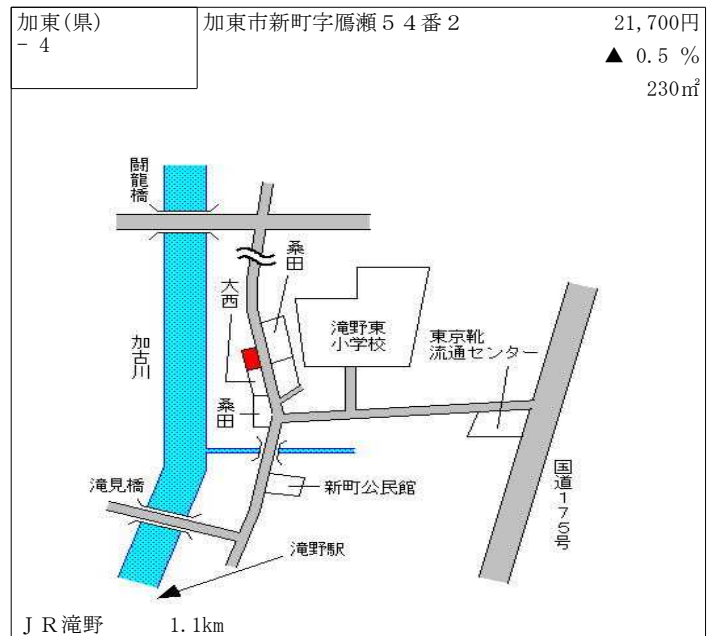 加東(県)
- 4
加東市新町字鴈瀬５４番２
21,700円
▲ 0.5 %
230㎡
闘龍橋
桑田
大西
滝野東
小学校
東京靴
流通センター
加古川
桑田
滝見橋
新町公民館
国道175号
滝野駅
ＪＲ滝野 1.1km